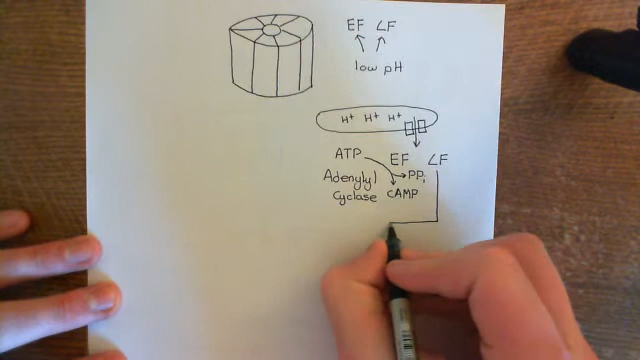 EF LF
low pH
H+ H+ H+
ATP EF LF
Adenylyl Cyclase
PPi
cAMP